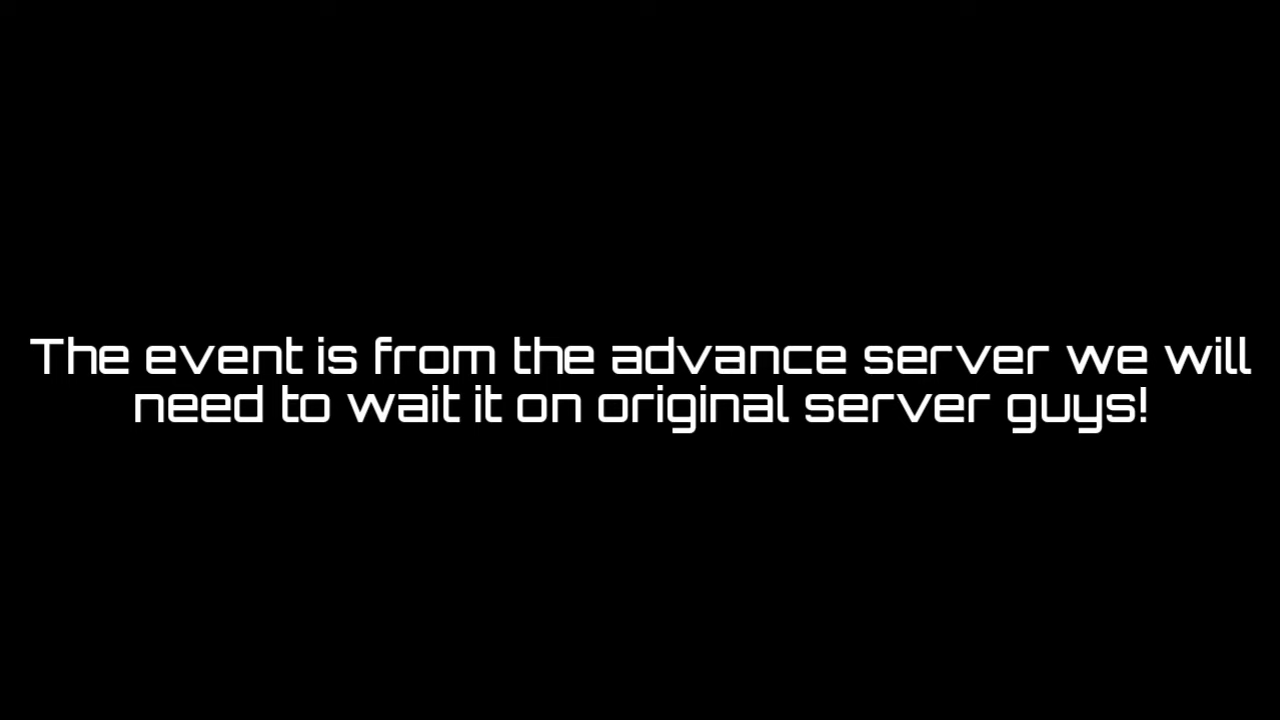 The event is from the advance server we will
need to wait it on original server guys!